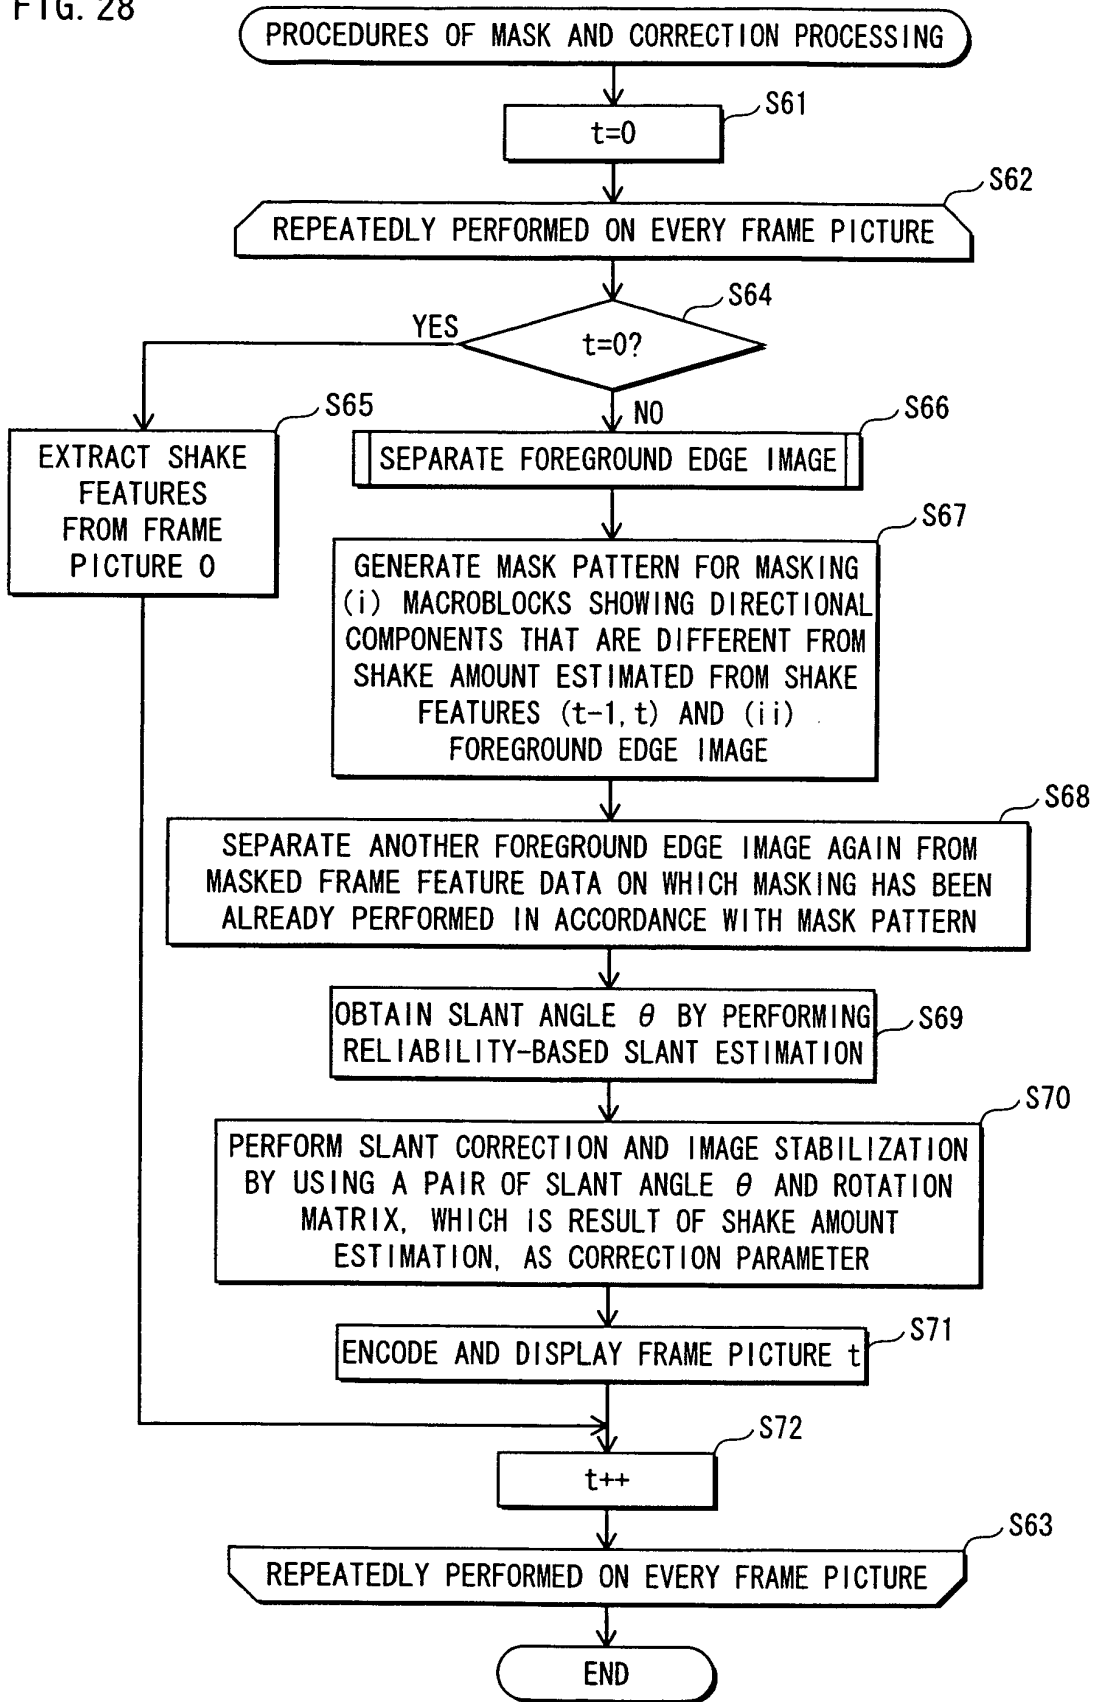 FIG. 28
PROCEDURES OF MASK AND CORRECTION PROCESSING
S61
t=0
S62
REPEATEDLY PERFORMED ON EVERY FRAME PICTURE
S64
t=0?
YES
NO
S65
EXTRACT SHAKE
FEATURES
FROM FRAME
PICTURE 0
S66
SEPARATE FOREGROUND EDGE IMAGE
S67
GENERATE MASK PATTERN FOR MASKING
(i) MACROBLOCKS SHOWING DIRECTIONAL
COMPONENTS THAT ARE DIFFERENT FROM
SHAKE AMOUNT ESTIMATED FROM SHAKE
FEATURES (t-1, t) AND (ii)
FOREGROUND EDGE IMAGE
S68
SEPARATE ANOTHER FOREGROUND EDGE IMAGE AGAIN FROM
MASKED FRAME FEATURE DATA ON WHICH MASKING HAS BEEN
ALREADY PERFORMED IN ACCORDANCE WITH MASK PATTERN
OBTAIN SLANT ANGLE θ BY PERFORMING
RELIABILITY-BASED SLANT ESTIMATION
S69
S70
PERFORM SLANT CORRECTION AND IMAGE STABILIZATION
BY USING A PAIR OF SLANT ANGLE θ AND ROTATION
MATRIX, WHICH IS RESULT OF SHAKE AMOUNT
ESTIMATION, AS CORRECTION PARAMETER
S71
ENCODE AND DISPLAY FRAME PICTURE t
S72
t++
S63
REPEATEDLY PERFORMED ON EVERY FRAME PICTURE
END